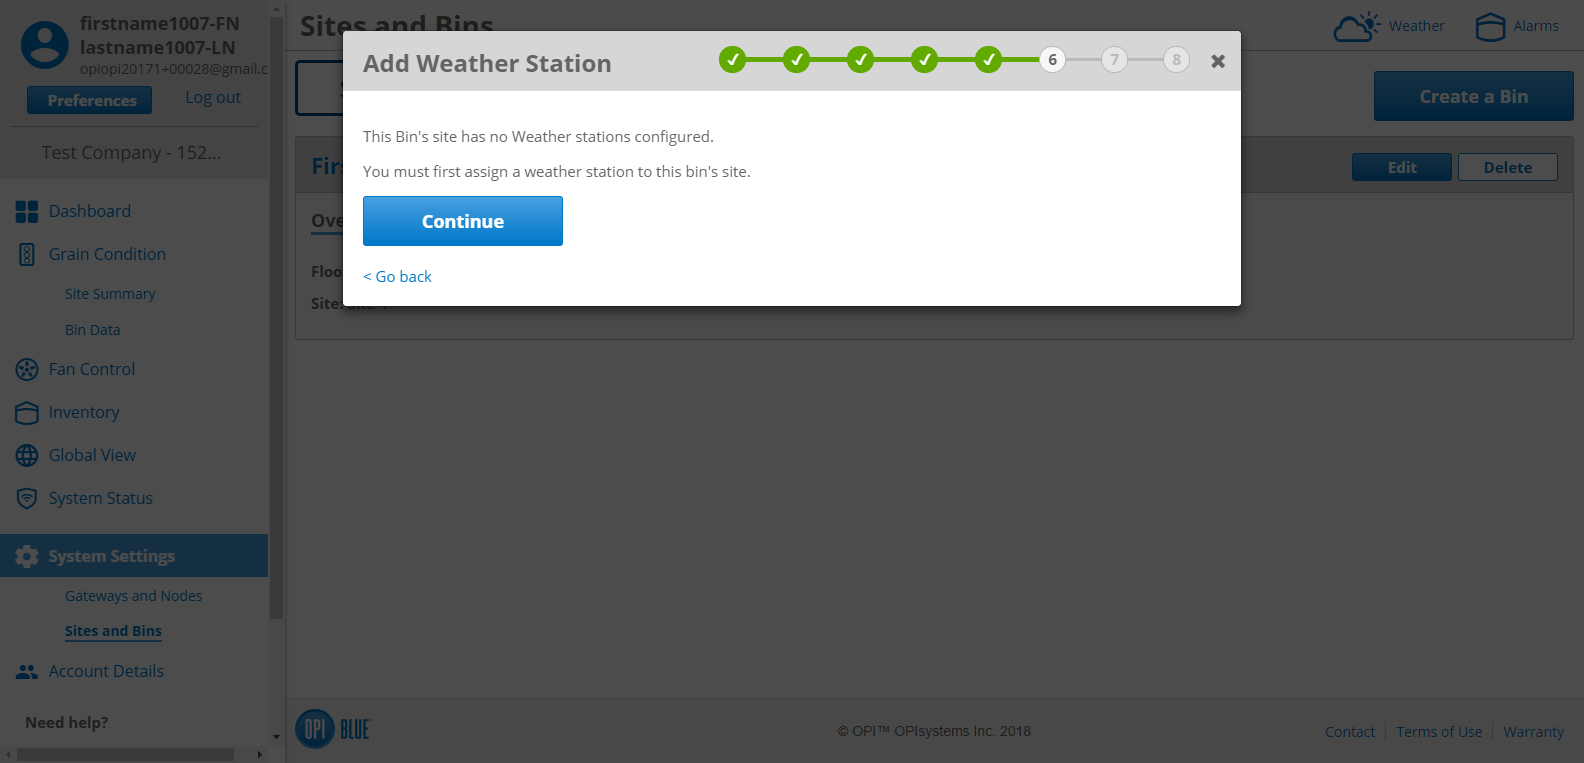 firstname1007-FN
lastname1007-LN
opiopi20171+00028@gmail.c
Preferences
Log out
Test Company - 152...
Dashboard
Grain Condition
Site Summary
Bin Data
Fan Control
Inventory
Global View
System Status
System Settings
Gateways and Nodes
Sites and Bins
Account Details
Need help?
Sites and Bins
Weather
Alarms
Create a Bin
Edit
Delete
Add Weather Station
6
7
8
This Bin's site has no Weather stations configured.
You must first assign a weather station to this bin's site.
Continue
< Go back
Site:
OPI BLUE™
© OPI™ OPIsystems Inc. 2018
Contact
Terms of Use
Warranty